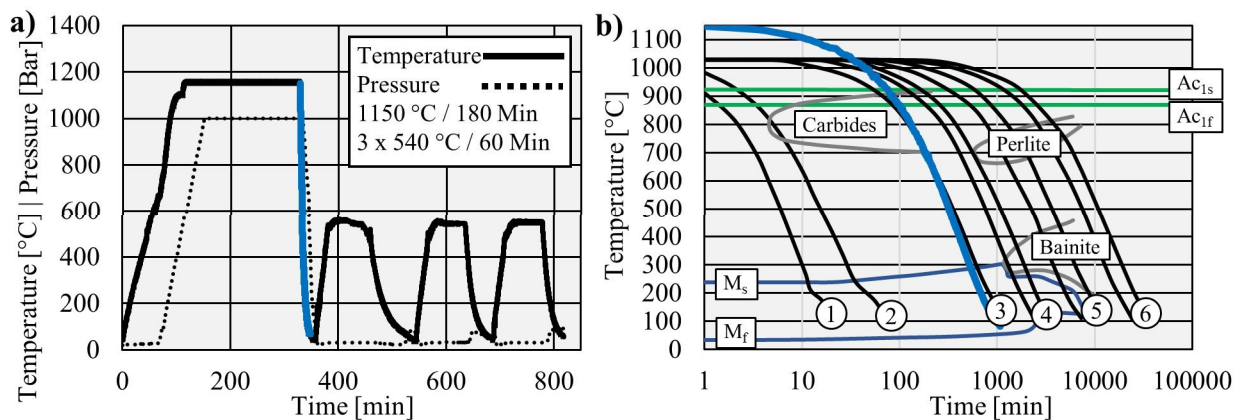 a)
1400
1200
1000
800
600
400
200
0
Temperature [°C] | Pressure [Bar]
Temperature
Pressure
1150 °C / 180 Min
3 x 540 °C / 60 Min
0 200 400 600 800
Time [min]
b)
1100
1000
900
800
700
600
500
400
300
200
100
0
Temperature [°C]
Ac1s
Ac1f
Carbides
Perlite
Bainite
Ms
Mf
1 2 3 4 5 6
1 10 100 1000 10000 100000
Time [min]